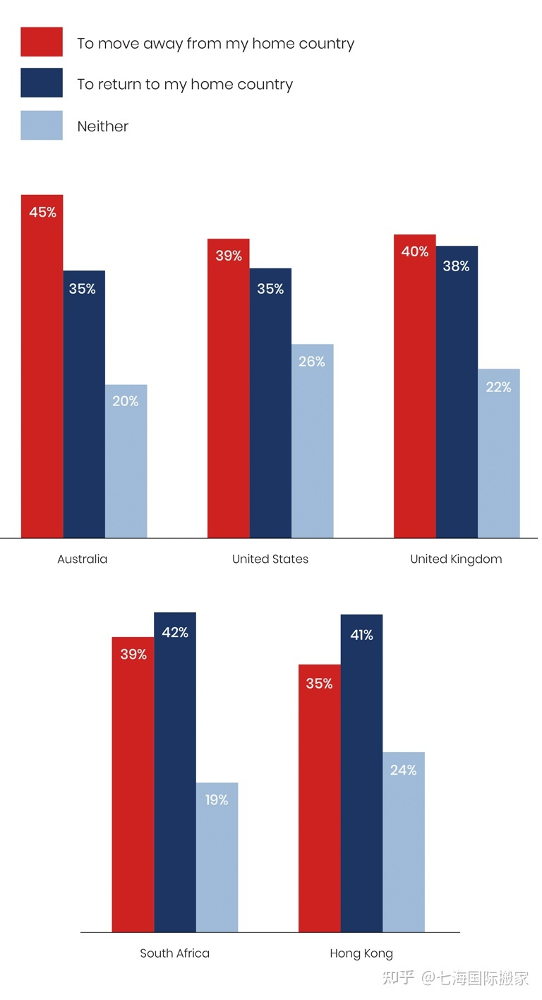 To move away from my home country
To return to my home country
Neither
45%
35%
20%
39%
35%
26%
40%
38%
22%
Australia
United States
United Kingdom
39%
42%
19%
35%
41%
24%
South Africa
Hong Kong
知乎 @七海国际搬家